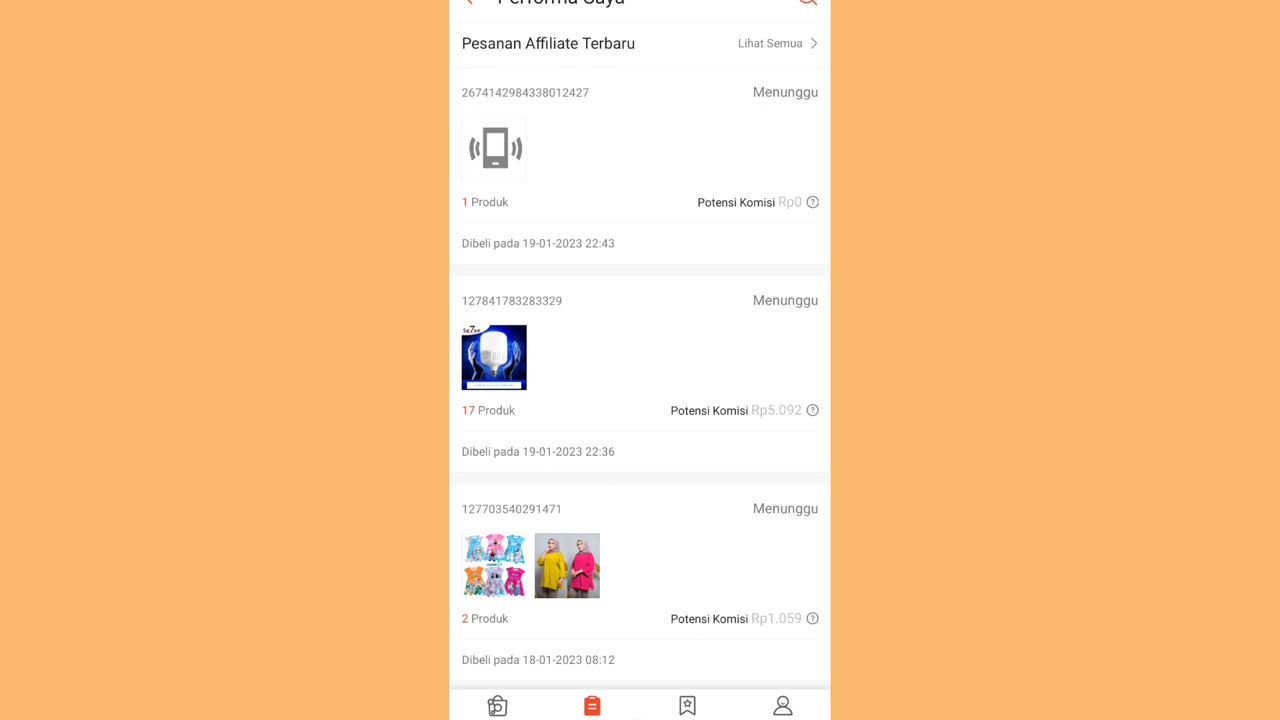 Performa Saya
Pesanan Affiliate Terbaru
Lihat Semua
2674142984338012427
Menunggu
1 Produk
Potensi Komisi Rp0
Dibeli pada 19-01-2023 22:43
127841783283329
Menunggu
17 Produk
Potensi Komisi Rp5.092
Dibeli pada 19-01-2023 22:36
127703540291471
Menunggu
2 Produk
Potensi Komisi Rp1.059
Dibeli pada 18-01-2023 08:12